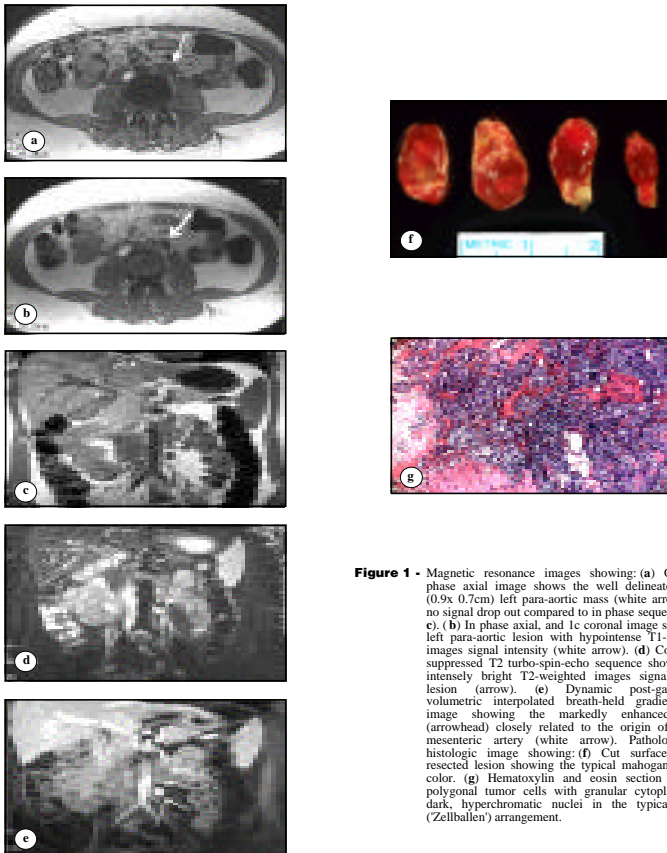 a
b
c
d
e
f
METRIC 1 2
g
Figure 1 - Magnetic resonance images showing: (a)
phase axial image shows the well delineate
(0.9x 0.7cm) left para-aortic mass (white arr
no signal drop out compared to in phase seque
c). (b) In phase axial, and 1c coronal image s
left para-aortic lesion with hypointense T1-
images signal intensity (white arrow). (d) Co
suppressed T2 turbo-spin-echo sequence show
intensely bright T2-weighted images signal
lesion (arrow). (e) Dynamic post-ga
volumetric interpolated breath-held gradie
image showing the markedly enhanced
(arrowhead) closely related to the origin of
mesenteric artery (white arrow). Patholo
histologic image showing: (f) Cut surface
resected lesion showing the typical mahogan
color. (g) Hematoxylin and eosin section
polygonal tumor cells with granular cytopl
dark, hyperchromatic nuclei in the typica
('Zellballen') arrangement.